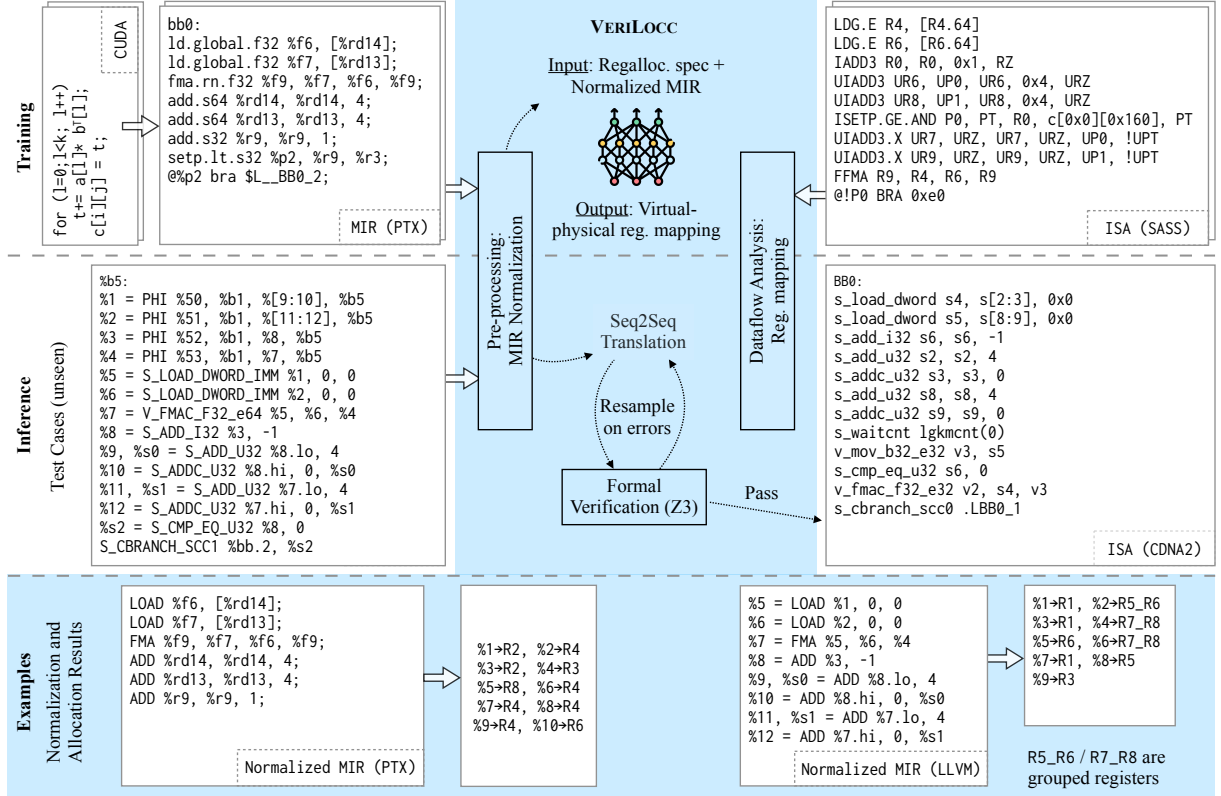 Training
CUDA
for (l=0;l<k; l++)
t+= a[l]* bᵀ[l];
c[i][j] = t;
bb0:
ld.global.f32 %f6, [%rd14];
ld.global.f32 %f7, [%rd13];
fma.rn.f32 %f9, %f7, %f6, %f9;
add.s64 %rd14, %rd14, 4;
add.s64 %rd13, %rd13, 4;
add.s32 %r9, %r9, 1;
setp.lt.s32 %p2, %r9, %r3;
@%p2 bra $L__BB0_2;
MIR (PTX)
VERILOCC
Input: Regalloc. spec +
Normalized MIR
Output: Virtual-
physical reg. mapping
Pre-processing:
MIR Normalization
Dataflow Analysis:
Reg. mapping
LDG.E R4, [R4.64]
LDG.E R6, [R6.64]
IADD3 R0, R0, 0x1, RZ
UIADD3 UR6, UP0, UR6, 0x4, URZ
UIADD3 UR8, UP1, UR8, 0x4, URZ
ISETP.GE.AND P0, PT, R0, c[0x0][0x160], PT
UIADD3.X UR7, URZ, UR7, URZ, UP0, !UPT
UIADD3.X UR9, URZ, UR9, URZ, UP1, !UPT
FFMA R9, R4, R6, R9
@!P0 BRA 0xe0
ISA (SASS)
Inference
Test Cases (unseen)
%b5:
%1 = PHI %50, %b1, %[9:10], %b5
%2 = PHI %51, %b1, %[11:12], %b5
%3 = PHI %52, %b1, %8, %b5
%4 = PHI %53, %b1, %7, %b5
%5 = S_LOAD_DWORD_IMM %1, 0, 0
%6 = S_LOAD_DWORD_IMM %2, 0, 0
%7 = V_FMAC_F32_e64 %5, %6, %4
%8 = S_ADD_I32 %3, -1
%9, %s0 = S_ADD_U32 %8.lo, 4
%10 = S_ADDC_U32 %8.hi, 0, %s0
%11, %s1 = S_ADD_U32 %7.lo, 4
%12 = S_ADDC_U32 %7.hi, 0, %s1
%s2 = S_CMP_EQ_U32 %8, 0
S_CBRANCH_SCC1 %bb.2, %s2
Seq2Seq
Translation
Resample
on errors
Formal
Verification (Z3)
Pass
BB0:
s_load_dword s4, s[2:3], 0x0
s_load_dword s5, s[8:9], 0x0
s_add_i32 s6, s6, -1
s_add_u32 s2, s2, 4
s_addc_u32 s3, s3, 0
s_add_u32 s8, s8, 4
s_addc_u32 s9, s9, 0
s_waitcnt lgkmcnt(0)
v_mov_b32_e32 v3, s5
s_cmp_eq_u32 s6, 0
v_fmac_f32_e32 v2, s4, v3
s_cbranch_scc0 .LBB0_1
ISA (CDNA2)
Examples
Normalization and
Allocation Results
LOAD %f6, [%rd14];
LOAD %f7, [%rd13];
FMA %f9, %f7, %f6, %f9;
ADD %rd14, %rd14, 4;
ADD %rd13, %rd13, 4;
ADD %r9, %r9, 1;
Normalized MIR (PTX)
%1→R2, %2→R4
%3→R2, %4→R3
%5→R8, %6→R4
%7→R4, %8→R4
%9→R4, %10→R6
%5 = LOAD %1, 0, 0
%6 = LOAD %2, 0, 0
%7 = FMA %5, %6, %4
%8 = ADD %3, -1
%9, %s0 = ADD %8.lo, 4
%10 = ADD %8.hi, 0, %s0
%11, %s1 = ADD %7.lo, 4
%12 = ADD %7.hi, 0, %s1
Normalized MIR (LLVM)
%1→R1, %2→R5_R6
%3→R1, %4→R7_R8
%5→R6, %6→R7_R8
%7→R1, %8→R5
%9→R3
R5_R6 / R7_R8 are
grouped registers